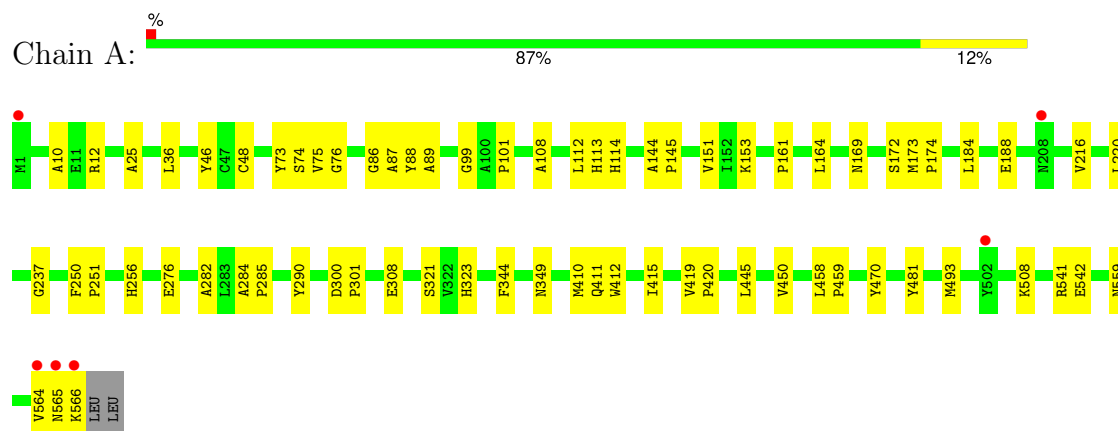 %
Chain A:
87% 12%
M1 A10 E11 R12 A25 L36 Y46 C47 C48 Y73 S74 V75 G76 G86 A87 Y88 A89 G99 A100 P101 A108 L112 H113 H114 A144 P145 V151 I152 K153 P161 L164 N169 S172 M173 P174 L184 E188 N208 V216 L220
G237 F250 P251 H256 E276 A282 L283 A284 P285 Y290 D300 P301 E308 S321 V322 H323 F344 N349 M410 Q411 W412 I415 V419 P420 L445 V450 L458 P459 Y470 Y481 M493 Y502 K508 R541 E542 N559
V564 N565 K566 LEU LEU